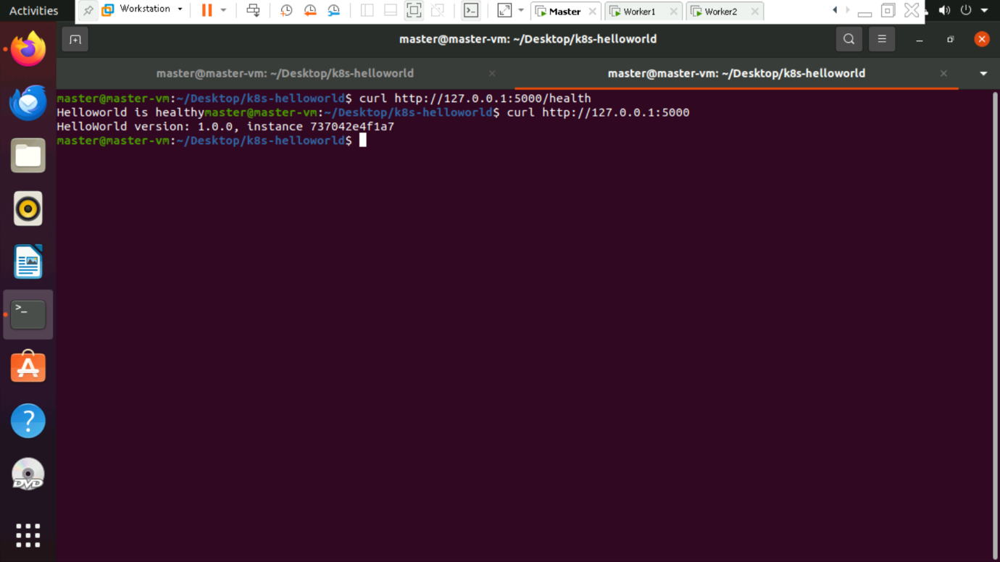 Activities
Workstation
Master
Worker1
Worker2
master@master-vm: ~/Desktop/k8s-helloworld
master@master-vm: ~/Desktop/k8s-helloworld
master@master-vm: ~/Desktop/k8s-helloworld
master@master-vm:~/Desktop/k8s-helloworld$ curl http://127.0.0.1:5000/health
Helloworld is healthymaster@master-vm:~/Desktop/k8s-helloworld$ curl http://127.0.0.1:5000
HelloWorld version: 1.0.0, instance 737042e4f1a7
master@master-vm:~/Desktop/k8s-helloworld$
>_
A
?
DVD